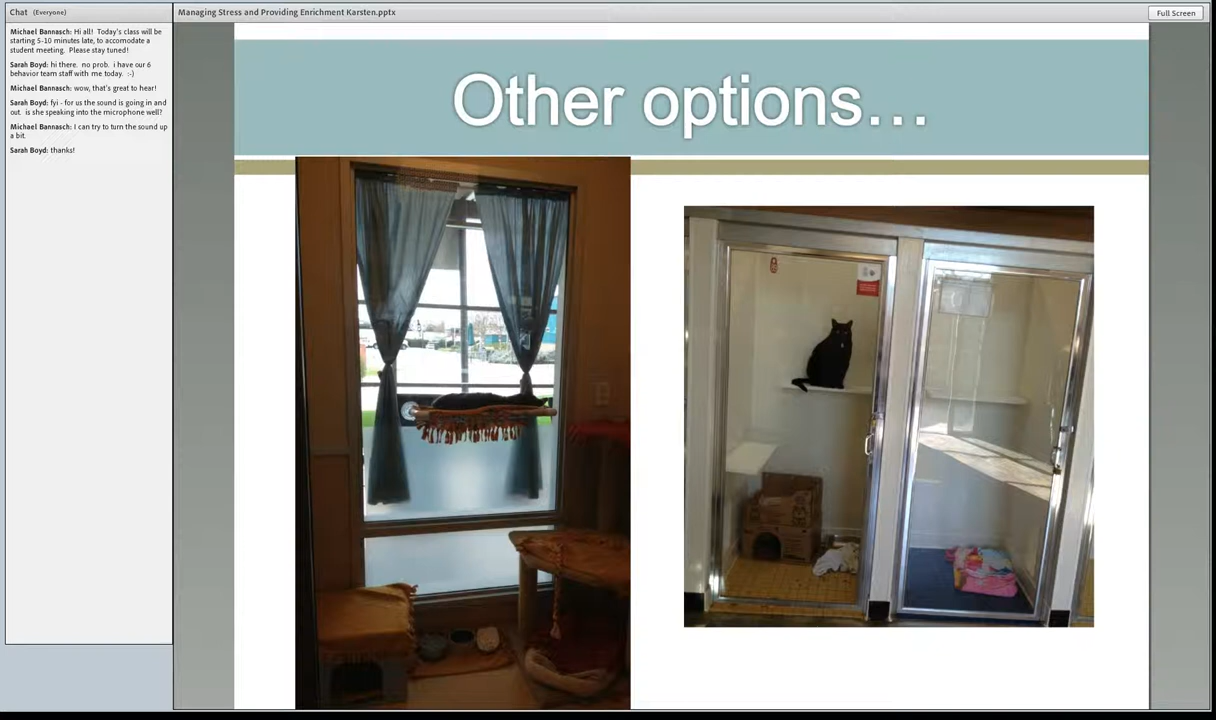 Chat (Everyone)
Michael Bannasch: Hi all! Today's class will be
starting 5-10 minutes late, to accomodate a
student meeting. Please stay tuned!
Sarah Boyd: hi there. no prob. i have our 6
behavior team staff with me today. :-)
Michael Bannasch: wow, that's great to hear!
Sarah Boyd: fyi - for us the sound is going in and
out. is she speaking into the microphone well?
Michael Bannasch: I can try to turn the sound up
a bit.
Sarah Boyd: thanks!
Managing Stress and Providing Enrichment Karsten.pptx
Full Screen
Other options...